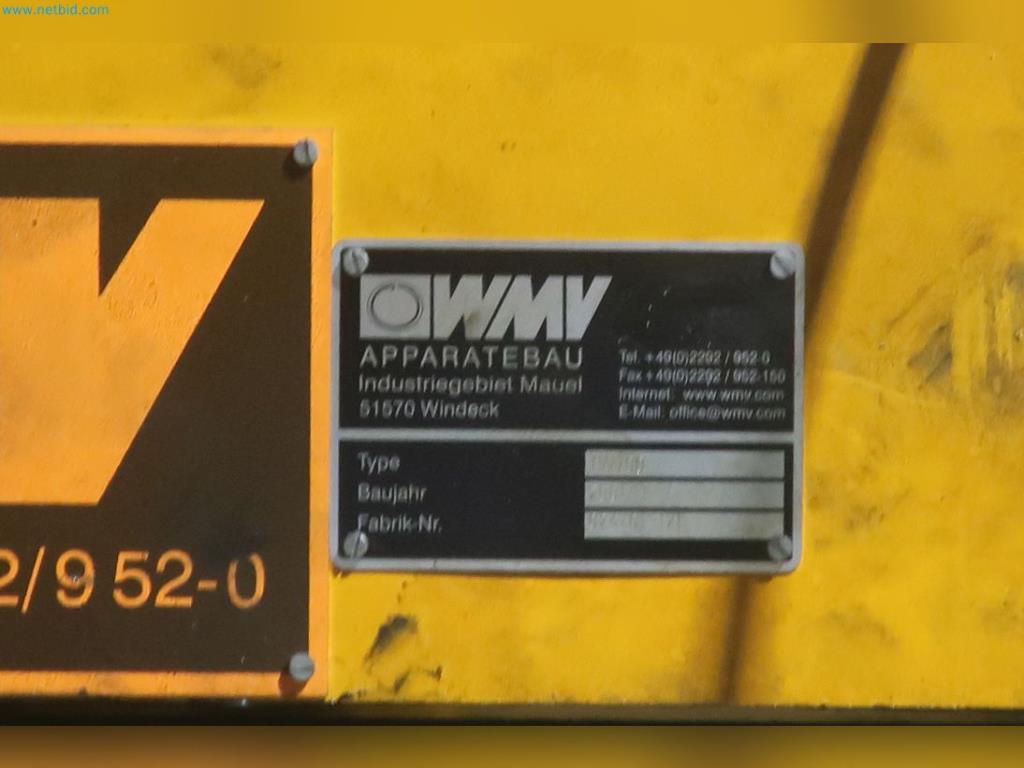 www.netbid.com
WMV
APPARATEBAU
Industriegebiet Mauel
51570 Windeck
Tel. +49(0)2292 / 952-0
Fax +49(0)2292 / 952-150
Internet: www.wmv.com
E-Mail: office@wmv.com
Type
Baujahr
Fabrik-Nr.
2/9 52-0